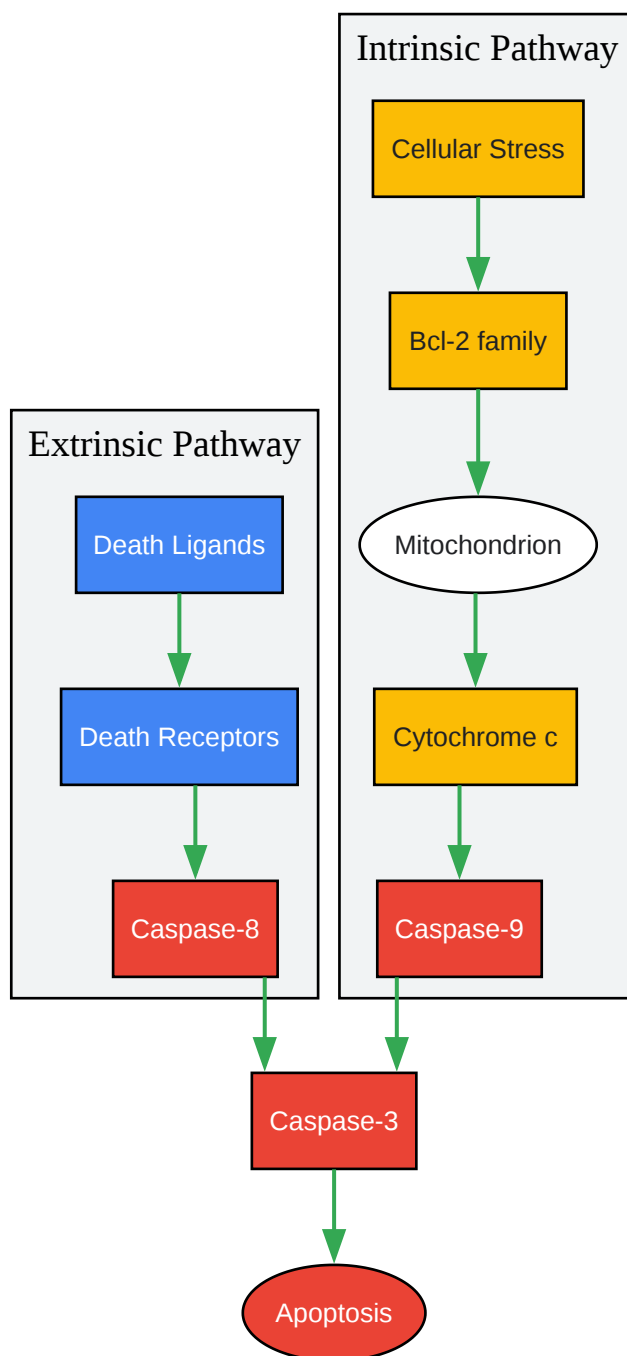 Intrinsic Pathway
Cellular Stress
Bcl-2 family
Mitochondrion
Cytochrome c
Caspase-9
Extrinsic Pathway
Death Ligands
Death Receptors
Caspase-8
Caspase-3
Apoptosis